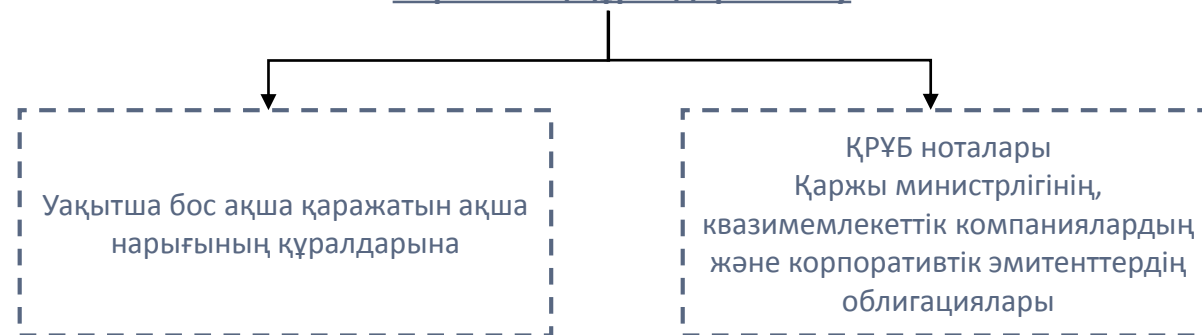 Уақытша бос ақша қаражатын ақша
нарығының құралдарына
ҚРҰБ ноталары
Қаржы министрлігінің,
квазимемлекеттік компаниялардың
және корпоративтік эмитенттердің
облигациялары